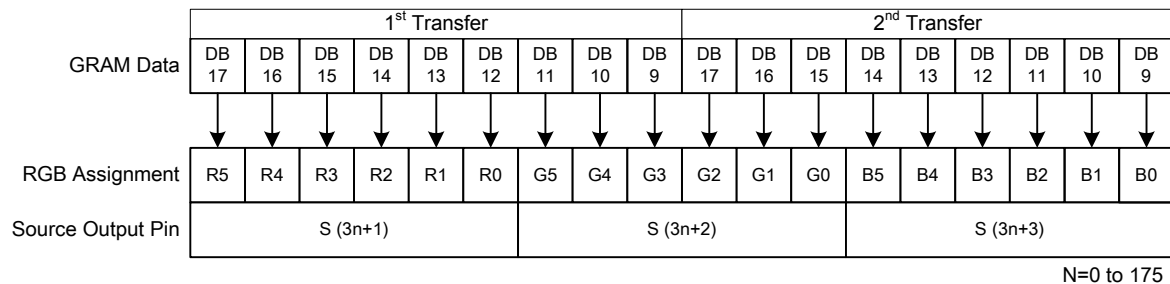 1st Transfer 2nd Transfer
GRAM Data DB 17 DB 16 DB 15 DB 14 DB 13 DB 12 DB 11 DB 10 DB 9 DB 17 DB 16 DB 15 DB 14 DB 13 DB 12 DB 11 DB 10 DB 9
RGB Assignment R5 R4 R3 R2 R1 R0 G5 G4 G3 G2 G1 G0 B5 B4 B3 B2 B1 B0
Source Output Pin S (3n+1) S (3n+2) S (3n+3)
N=0 to 175